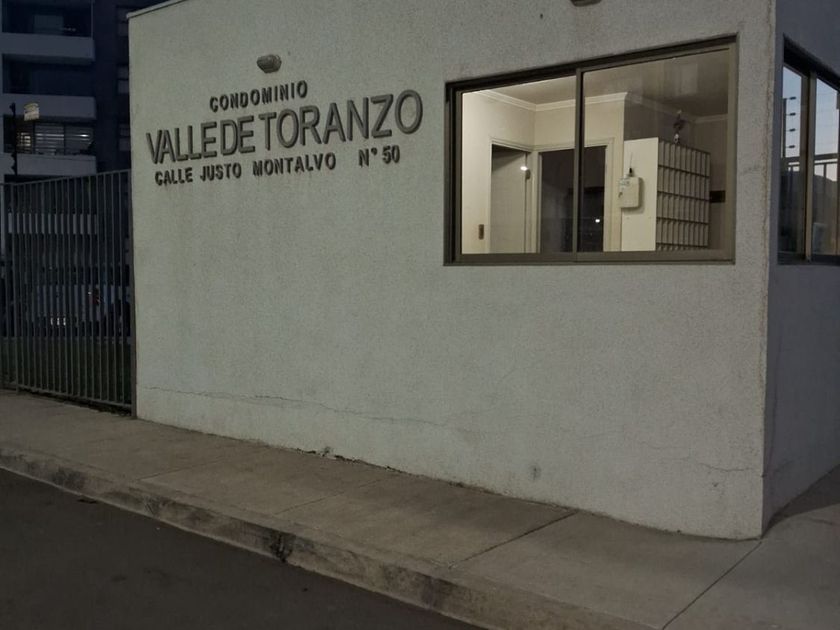 CONDOMINIO
VALLE DE TORANZO
CALLE JUSTO MONTALVO N° 50